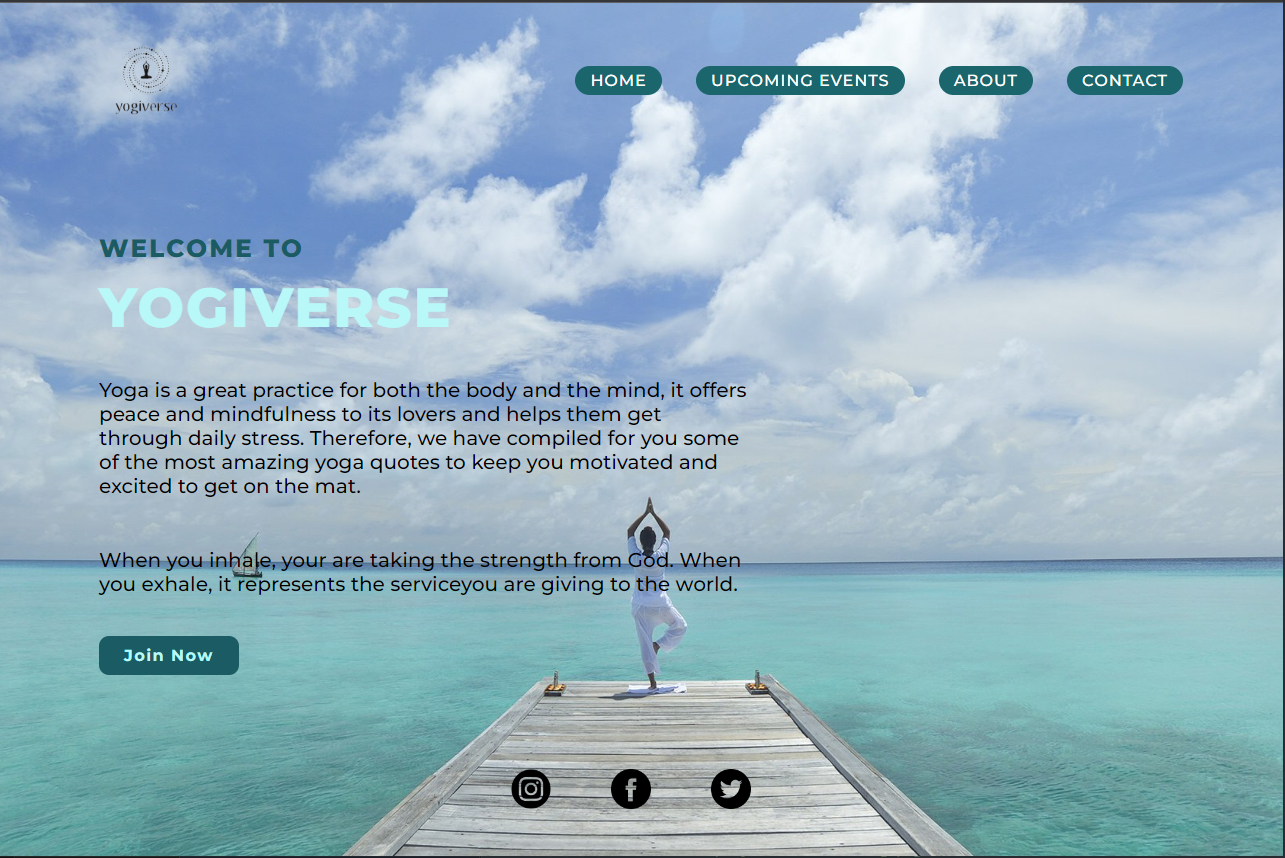 yogiverse
HOME
UPCOMING EVENTS
ABOUT
CONTACT
WELCOME TO
YOGIVERSE
Yoga is a great practice for both the body and the mind, it offers
peace and mindfulness to its lovers and helps them get
through daily stress. Therefore, we have compiled for you some
of the most amazing yoga quotes to keep you motivated and
excited to get on the mat.
When you inhale, your are taking the strength from God. When
you exhale, it represents the serviceyou are giving to the world.
Join Now